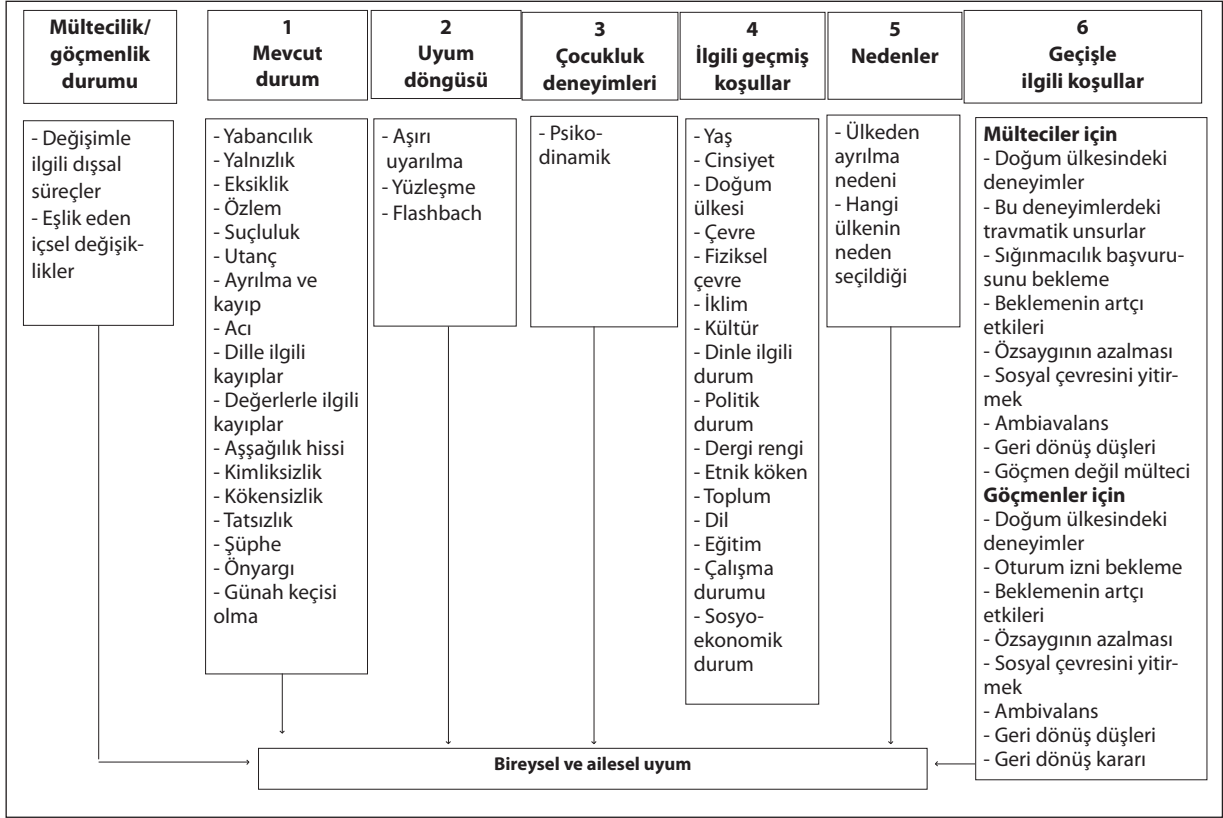 Mültecilik/
göçmenlik
durumu
1
Mevcut
durum
2
Uyum
döngüsü
3
Çocukluk
deneyimleri
4
İlgili geçmiş
koşullar
5
Nedenler
6
Geçişle
ilgili koşullar
- Değişimle
ilgili dışsal
süreçler
- Eşlik eden
içsel değişik-
likler
- Yabancılık
- Yalnızlık
- Eksiklik
- Özlem
- Suçluluk
- Utanç
- Ayrılma ve
kayıp
- Acı
- Dille ilgili
kayıplar
- Değerlerle ilgili
kayıplar
- Aşşağılık hissi
- Kimliksizlik
- Kökensizlik
- Tatsızlık
- Şüphe
- Önyargı
- Günah keçisi
olma
- Aşırı
uyarılma
- Yüzleşme
- Flashbach
- Psiko-
dinamik
- Yaş
- Cinsiyet
- Doğum
ülkesi
- Çevre
- Fiziksel
çevre
- İklim
- Kültür
- Dinle ilgili
durum
- Politik
durum
- Dergi rengi
- Etnik köken
- Toplum
- Dil
- Eğitim
- Çalışma
durumu
- Sosyo-
ekonomik
durum
- Ülkeden
ayrılma
nedeni
- Hangi
ülkenin
neden
seçildiği
Mülteciler için
- Doğum ülkesindeki
deneyimler
- Bu deneyimlerdeki
travmatik unsurlar
- Sığınmacılık başvuru-
sunu bekleme
- Beklemenin artçı
etkileri
- Özsaygının azalması
- Sosyal çevresini yitir-
mek
- Ambiavalans
- Geri dönüş düşleri
- Göçmen değil mülteci
Göçmenler için
- Doğum ülkesindeki
deneyimler
- Oturum izni bekleme
- Beklemenin artçı
etkileri
- Özsaygının azalması
- Sosyal çevresini yitir-
mek
- Ambivalans
- Geri dönüş düşleri
- Geri dönüş kararı
Bireysel ve ailesel uyum